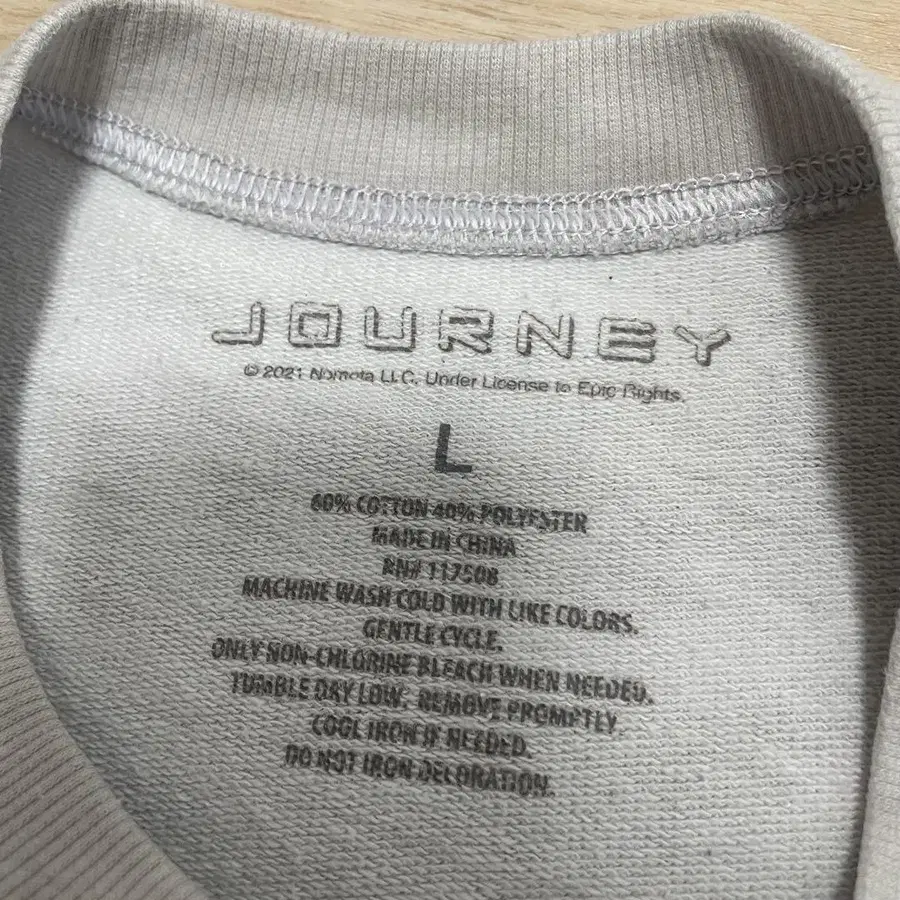 JOURNEY
© 2021 Nomota LLC. Under License to Epic Rights.
L
60% COTTON 40% POLYESTER
MADE IN CHINA
RN# 117508
MACHINE WASH COLD WITH LIKE COLORS.
GENTLE CYCLE.
ONLY NON-CHLORINE BLEACH WHEN NEEDED.
TUMBLE DRY LOW. REMOVE PROMPTLY.
COOL IRON IF NEEDED.
DO NOT IRON DECORATION.